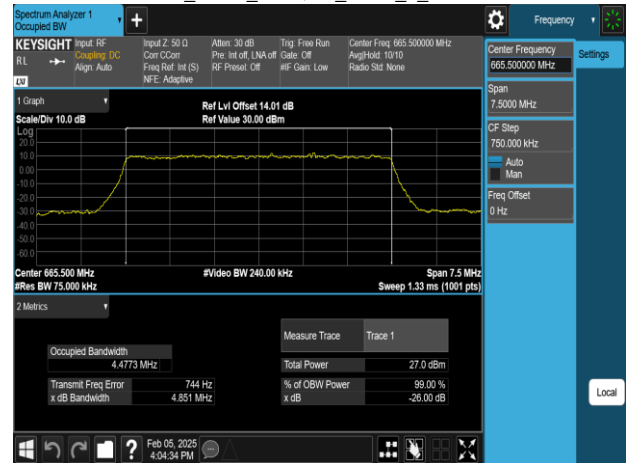 Spectrum Analyzer 1
Occupied BW
Frequency
KEYSIGHT
RL
LXI
Input: RF
Coupling: DC
Align: Auto
Input Z: 50 Ω
Corr CCorr
Freq Ref: Int (S)
NFE: Adaptive
Atten: 30 dB
Pre: Int off, LNA off
RF Presel: Off
Trig: Free Run
Gate: Off
#IF Gain: Low
Center Freq: 665.500000 MHz
Avg|Hold: 10/10
Radio Std: None
Center Frequency
665.500000 MHz
Settings
Span
7.5000 MHz
CF Step
750.000 kHz
Auto
Man
Freq Offset
0 Hz
1 Graph
Scale/Div 10.0 dB
Ref Lvl Offset 14.01 dB
Ref Value 30.00 dBm
Log
20.0
10.0
0.00
-10.0
-20.0
-30.0
-40.0
-50.0
-60.0
Center 665.500 MHz
#Video BW 240.00 kHz
Span 7.5 MHz
#Res BW 75.000 kHz
Sweep 1.33 ms (1001 pts)
2 Metrics
Measure Trace
Trace 1
Occupied Bandwidth
4.4773 MHz
Total Power
27.0 dBm
Transmit Freq Error
744 Hz
% of OBW Power
99.00 %
x dB Bandwidth
4.851 MHz
x dB
-26.00 dB
Local
Feb 05, 2025
4:04:34 PM